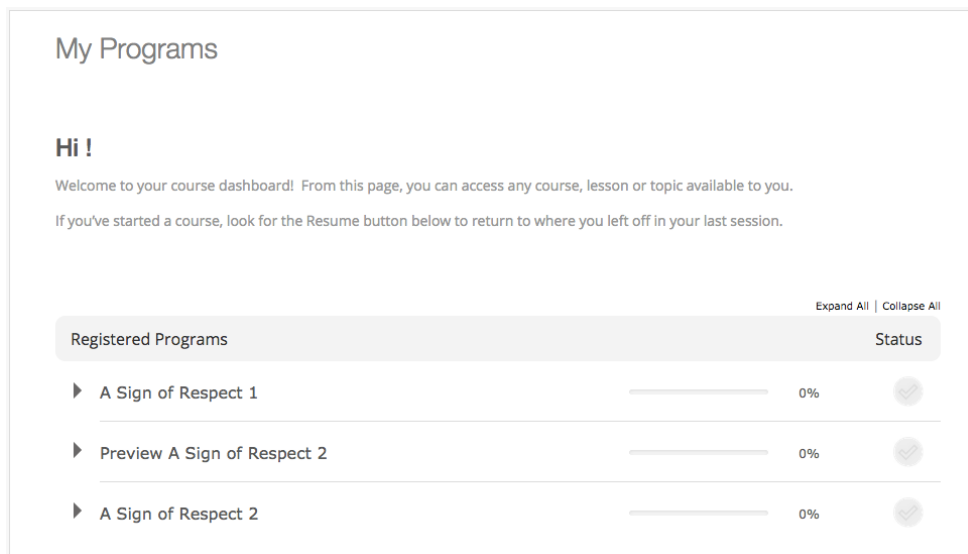 My Programs
Hi !
Welcome to your course dashboard! From this page, you can access any course, lesson or topic available to you.
If you've started a course, look for the Resume button below to return to where you left off in your last session.
Expand All | Collapse All
Registered Programs Status
A Sign of Respect 1 0%
Preview A Sign of Respect 2 0%
A Sign of Respect 2 0%